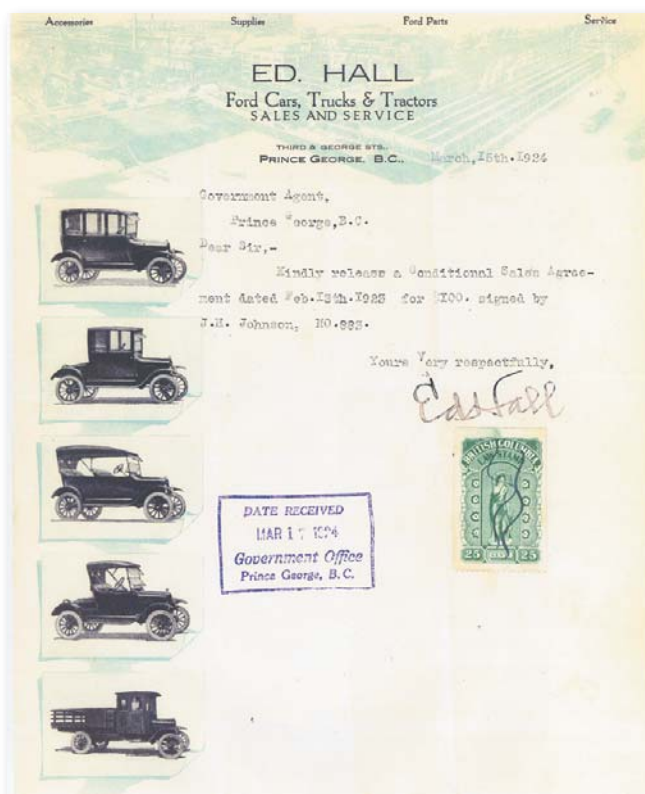 Accessories Supplies Ford Parts Service
ED. HALL
Ford Cars, Trucks & Tractors
SALES AND SERVICE
THIRD & GEORGE STS.,
PRINCE GEORGE, B.C.,
March, 15th. 1924
Government Agent,
Prince George, B.C.
Dear Sir,-
Kindly release a Conditional Sales Agree-
ment dated Feb. 13th. 1923 for $100. signed by
J.H. Johnson, NO. 993.
Yours Very respectfully,
Ed Hall
BRITISH COLUMBIA
LAW STAMP
25 25
DATE RECEIVED
MAR 1 1924
Government Office
Prince George, B.C.